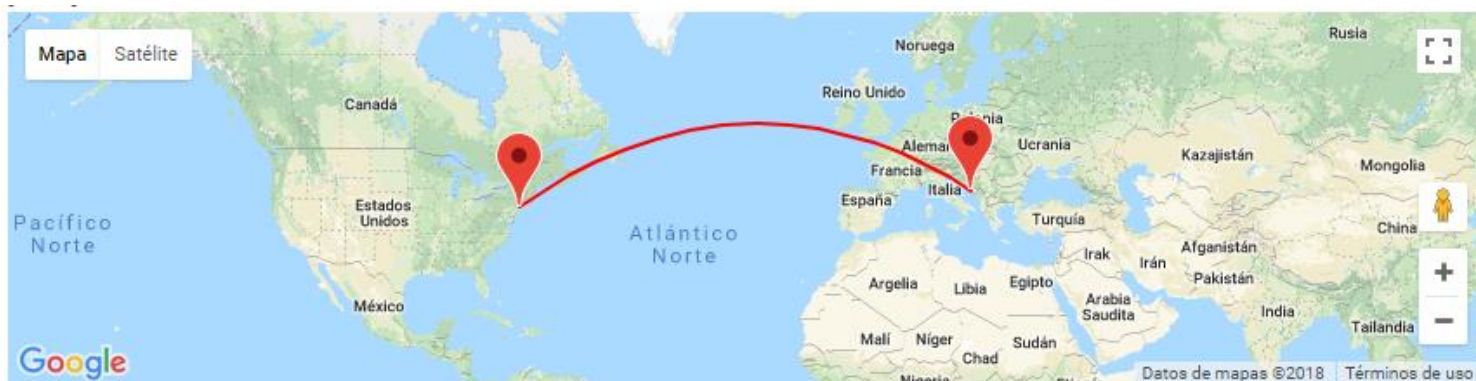 Mapa Satélite
Noruega
Rusia
Reino Unido
Canadá
Ucrania
Francia
Kazajistán
Mongolia
Italia
España
Estados
Unidos
Turquía
China
Pacífico
Norte
Atlántico
Norte
Afganistán
Irak
Irán
Pakistán
Argelia
Libia
Egipto
Arabia
Saudita
México
India
Tailandia
Malí
Níger
Sudán
Chad
Google
Datos de mapas ©2018 Términos de uso